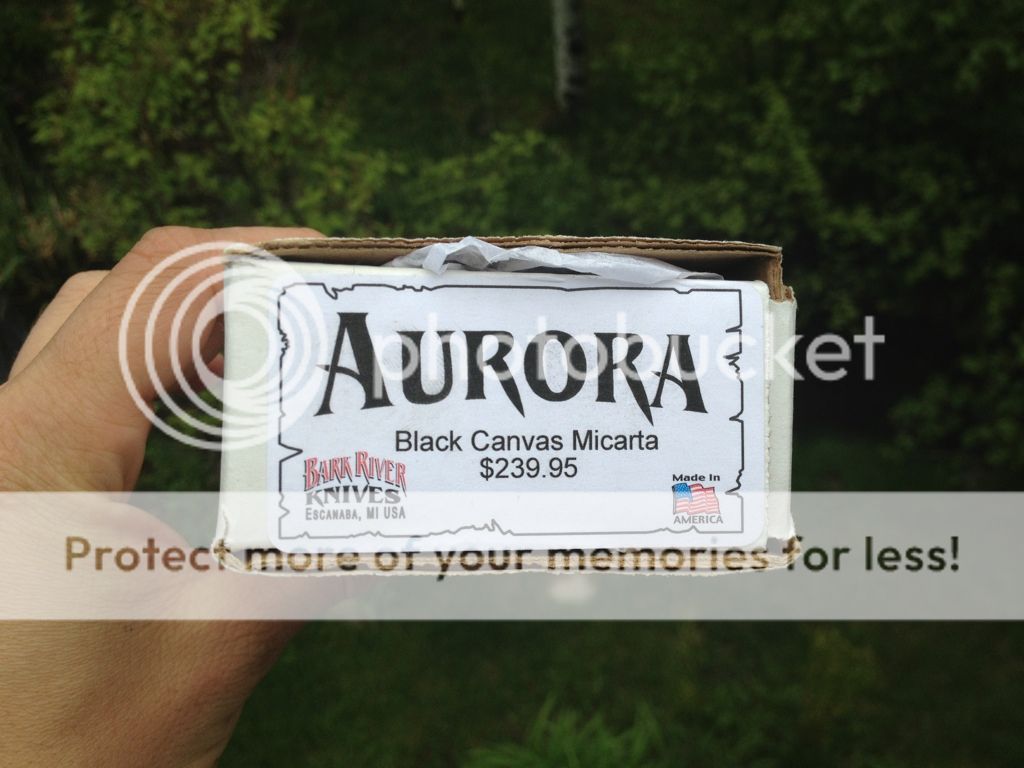 AURORA
photobucket
Black Canvas Micarta
$239.95
BARK RIVER
KNIVES
ESCANABA, MI USA
Made In
AMERICA
Protect more of your memories for less!